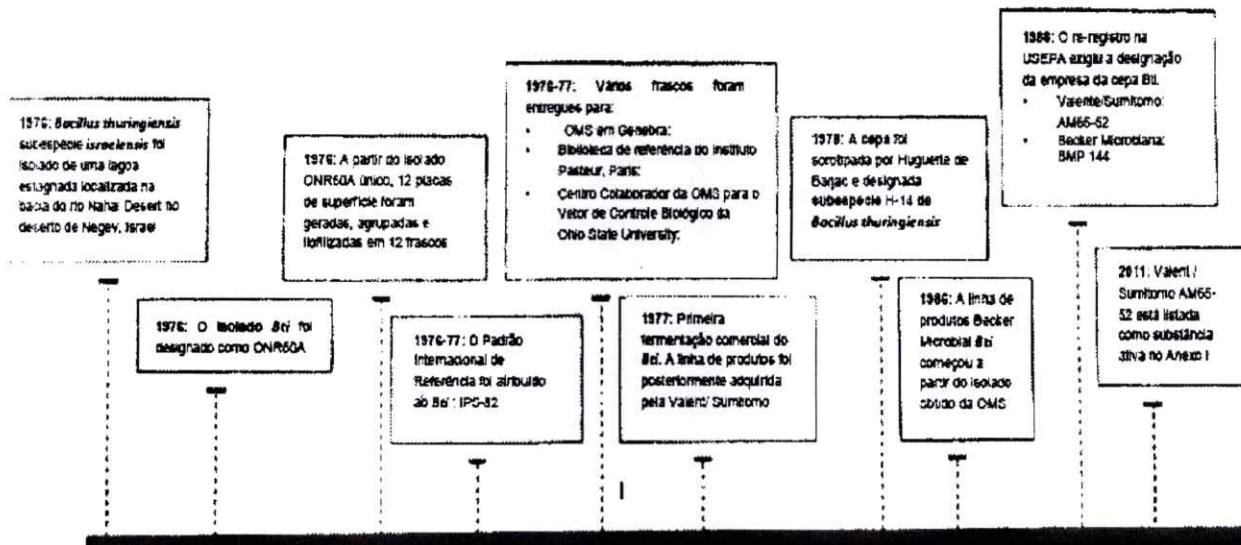 1976: Bacillus thuringiensis
subespécie israelensis foi
isolado de uma lagoa
estagnada localizada na
bacia do rio Nahal Desert no
deserto de Negev, Israel
1976: O isolado Bti foi
designado como ONR60A
1976: A partir do isolado
ONR60A único, 12 placas
de superfície foram
geradas, agrupadas e
liofilizadas em 12 frascos
1976-77: O Padrão
Internacional de
Referência foi atribuído
ao Bti : IPS-82
1976-77: Vários frascos foram
entregues para:
• OMS em Genebra;
• Biblioteca de referência do Instituto
Pasteur, Paris;
• Centro Colaborador da OMS para o
Vetor de Controle Biológico da
Ohio State University;
1977: Primeira
fermentação comercial do
Bti. A linha de produtos foi
posteriormente adquirida
pela Valent/ Sumitomo
1978: A cepa foi
sorotipada por Huguette de
Barjac e designada
subespécie H-14 de
Bacillus thuringiensis
1986: A linha de
produtos Becker
Microbial Bti
começou a
partir do isolado
obtido da OMS
O re-registro na
USEPA exigiu a designação
da empresa da cepa Bti.
• Valente/Sumitomo:
AM65-52
• Becker Microbiana:
BMP 144
2011: Valent /
Sumitomo AM65-
52 está listada
como substância
ativa no Anexo I